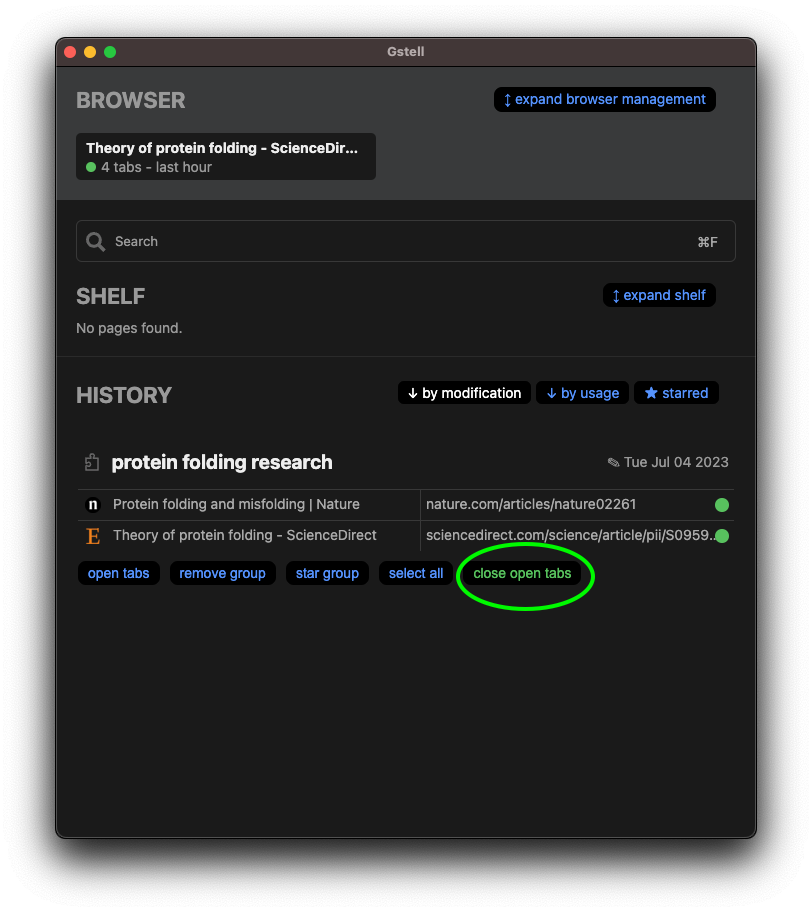 Gstell
BROWSER
↕ expand browser management
Theory of protein folding - ScienceDir...
4 tabs - last hour
Search ⌘F
SHELF
↕ expand shelf
No pages found.
HISTORY
↓ by modification ↓ by usage ★ starred
protein folding research ✎ Tue Jul 04 2023
n Protein folding and misfolding | Nature nature.com/articles/nature02261
E Theory of protein folding - ScienceDirect sciencedirect.com/science/article/pii/S0959...
open tabs remove group star group select all close open tabs